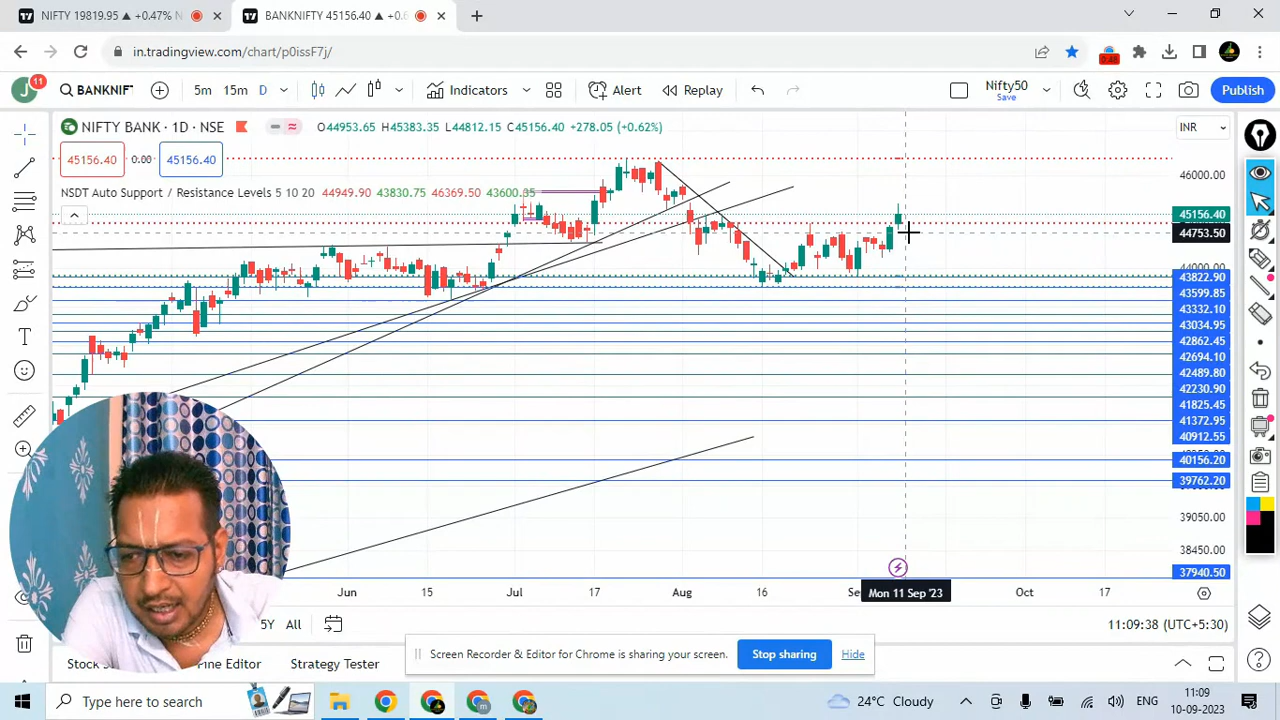 NIFTY 19819.95 ▲ +0.47% N
BANKNIFTY 45156.40 ▲ +0.6
in.tradingview.com/chart/p0issF7j/
0:48
11
J
BANKNIF
5m 15m D
Indicators
Alert
Replay
Nifty50
Save
Publish
NIFTY BANK · 1D · NSE
O44953.65 H45383.35 L44812.15 C45156.40 +278.05 (+0.62%)
INR
45156.40 0.00 45156.40
NSDT Auto Support / Resistance Levels 5 10 20 44949.90 43830.75 46369.50 43600.35
46000.00
45156.40
44753.50
43822.90
43599.85
43332.10
43034.95
42862.45
42694.10
42489.80
42230.90
41825.45
41372.95
40912.55
40156.20
39762.20
39050.00
38450.00
37940.50
Jun 15 Jul 17 Aug 16 Mon 11 Sep '23 Oct 17
5Y All
11:09:38 (UTC+5:30)
Screen Recorder & Editor for Chrome is sharing your screen.
Stop sharing
Hide
Pine Editor
Strategy Tester
Type here to search
24°C Cloudy
ENG
11:09
10-09-2023